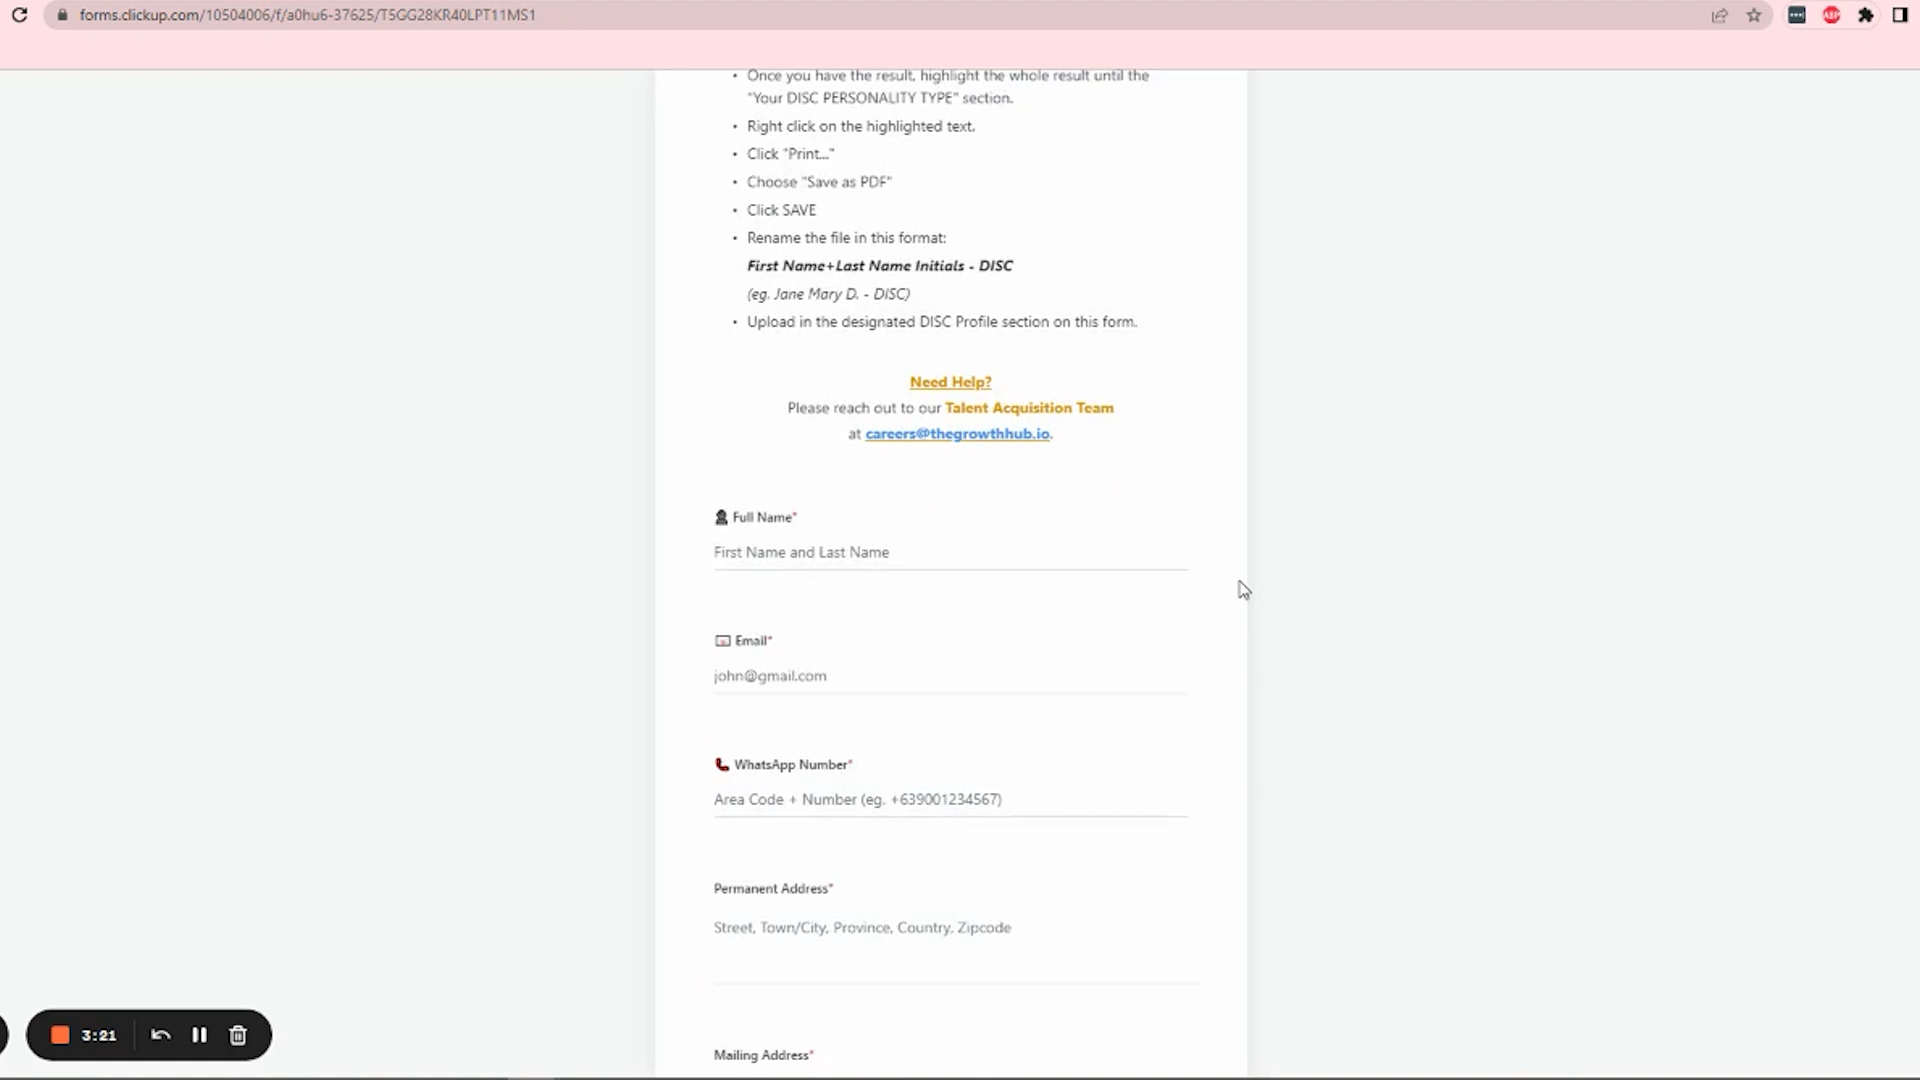 forms.clickup.com/10504006/f/a0hu6-37625/T5GG28KR40LPT11MS1
ABP
• Once you have the result, highlight the whole result until the
"Your DISC PERSONALITY TYPE" section.
• Right click on the highlighted text.
• Click "Print..."
• Choose "Save as PDF"
• Click SAVE
• Rename the file in this format:
First Name+Last Name Initials - DISC
(eg. Jane Mary D. - DISC)
• Upload in the designated DISC Profile section on this form.
Need Help?
Please reach out to our Talent Acquisition Team
at careers@thegrowthhub.io.
Full Name*
First Name and Last Name
Email*
john@gmail.com
WhatsApp Number*
Area Code + Number (eg. +639001234567)
Permanent Address*
Street, Town/City, Province, Country, Zipcode
3:21
Mailing Address*